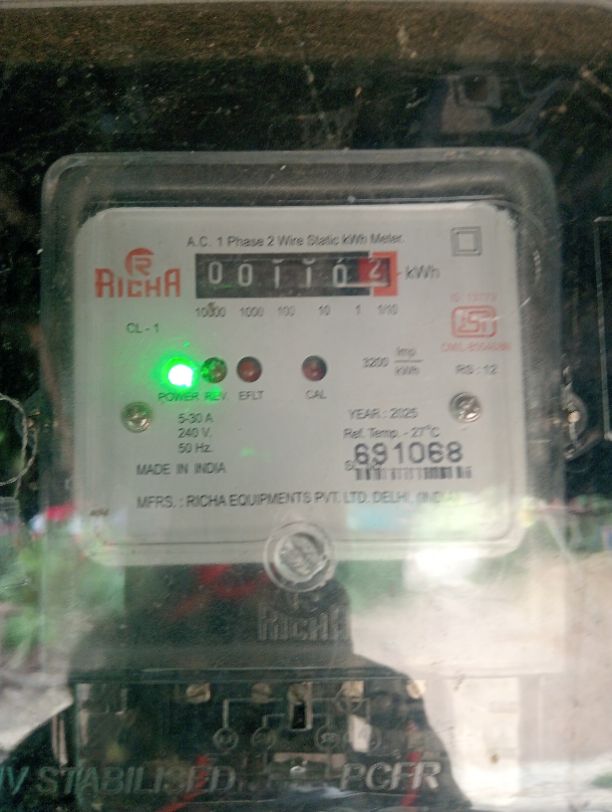 A.C. 1 Phase 2 Wire Static kWh Meter.
RICHA
001102 kWh
10000 1000 100 10 1 1/10
CL - 1
3200 Imp/kWh
RS : 12
POWER REV. EFLT CAL
5-30 A
240 V.
50 Hz.
YEAR : 2025
Ref. Temp. - 27°C
691068
MADE IN INDIA
MFRS. : RICHA EQUIPMENTS PVT. LTD. DELHI, (INDIA)
RICHA
STABILISED